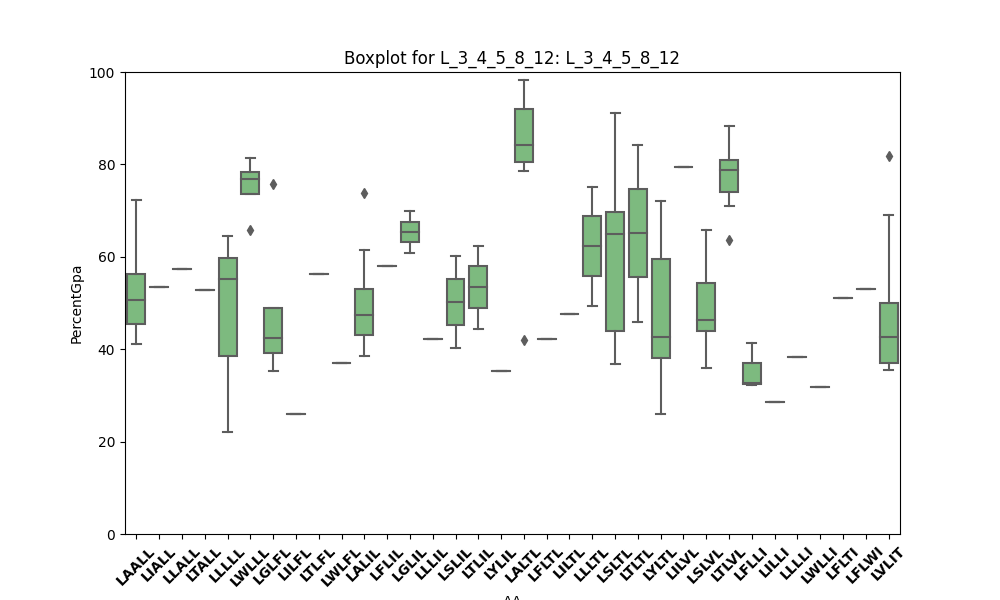 Boxplot for L_3_4_5_8_12: L_3_4_5_8_12
100
80
60
40
20
0
PercentGpa
LAALL LIALL LLALL LTALL LLLLL LWLLL LGLFL LILFL LTLFL LWLFL LALIL LFLIL LGLIL LLLIL LSLIL LTLIL LYLIL LALTL LFLTL LILTL LLLTL LSLTL LTLTL LYLTL LILVL LSLVL LTLVL LFLLI LILLI LLLLI LWLLI LFLTI LFLWI LVLIT